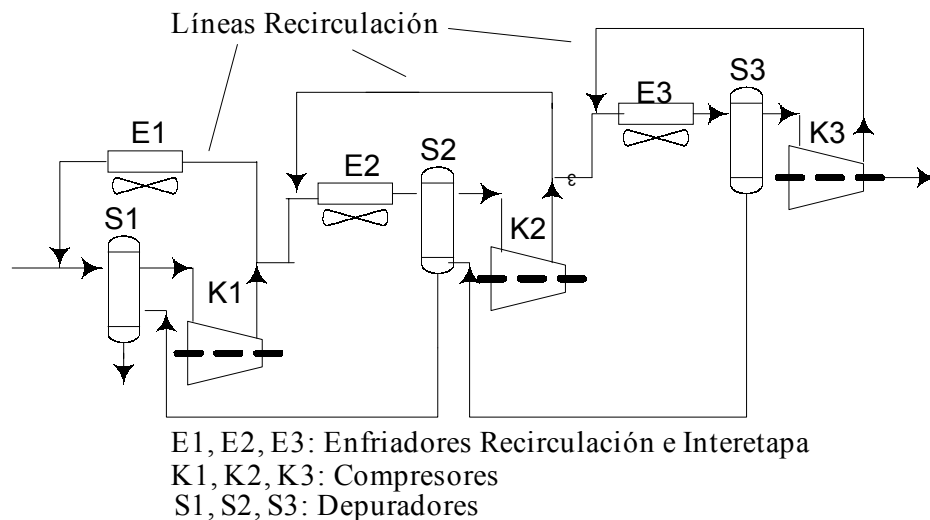 Líneas Recirculación
E1
E2
E3
S1
S2
S3
K1
K2
K3
ε
E1, E2, E3: Enfriadores Recirculación e Interetapa
K1, K2, K3: Compresores
S1, S2, S3: Depuradores